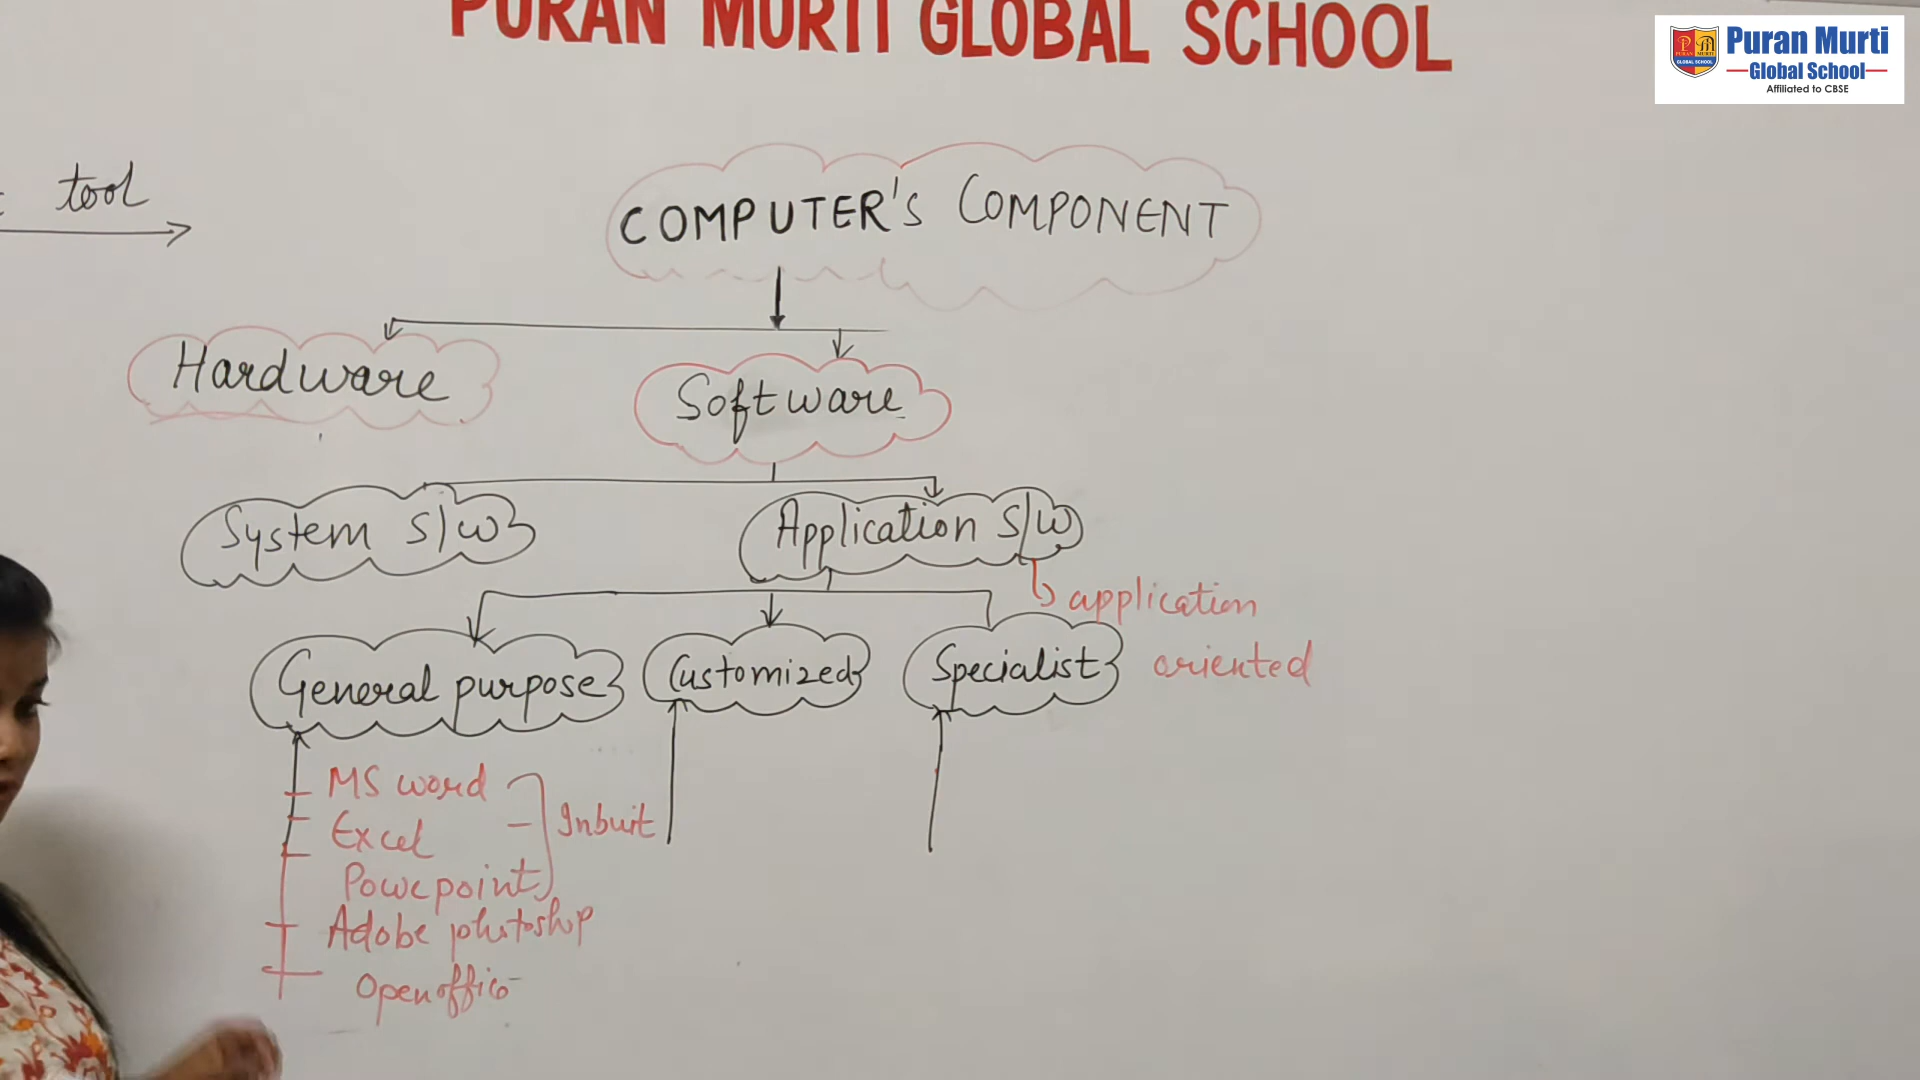 PURAN MURTI GLOBAL SCHOOL
Puran Murti
Global School
Affiliated to CBSE
tool
COMPUTER's COMPONENT
Hardware
Software
System S/W
Application S/W
application
oriented
General purpose
Customized
Specialist
MS word
Excel
Inbuit
Powepoint
Adobe photoshop
Openoffice